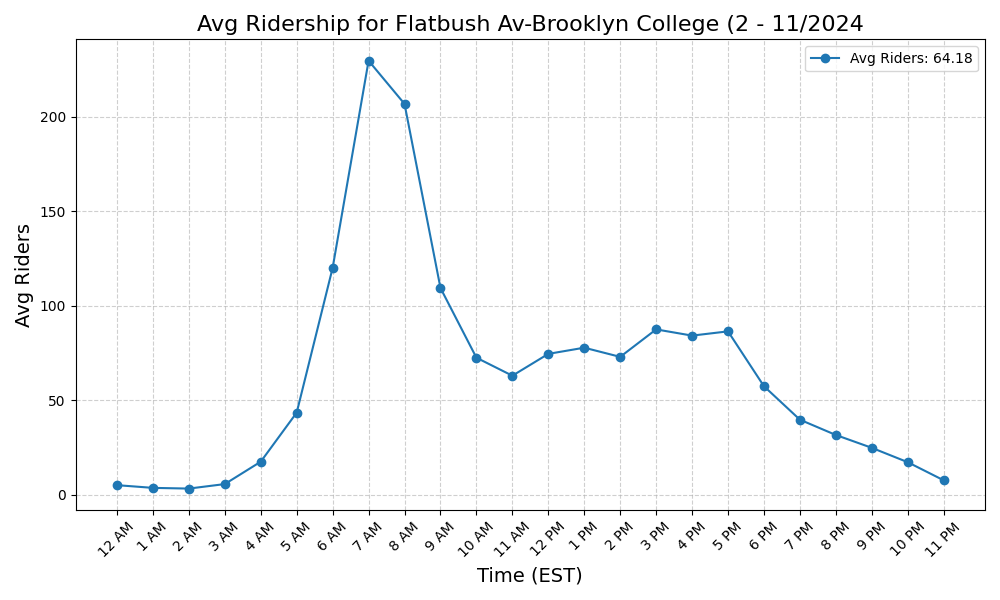 Avg Ridership for Flatbush Av-Brooklyn College (2 - 11/2024
Avg Riders: 64.18
Avg Riders
200
150
100
50
0
12 AM
1 AM
2 AM
3 AM
4 AM
5 AM
6 AM
7 AM
8 AM
9 AM
10 AM
11 AM
12 PM
1 PM
2 PM
3 PM
4 PM
5 PM
6 PM
7 PM
8 PM
9 PM
10 PM
11 PM
Time (EST)